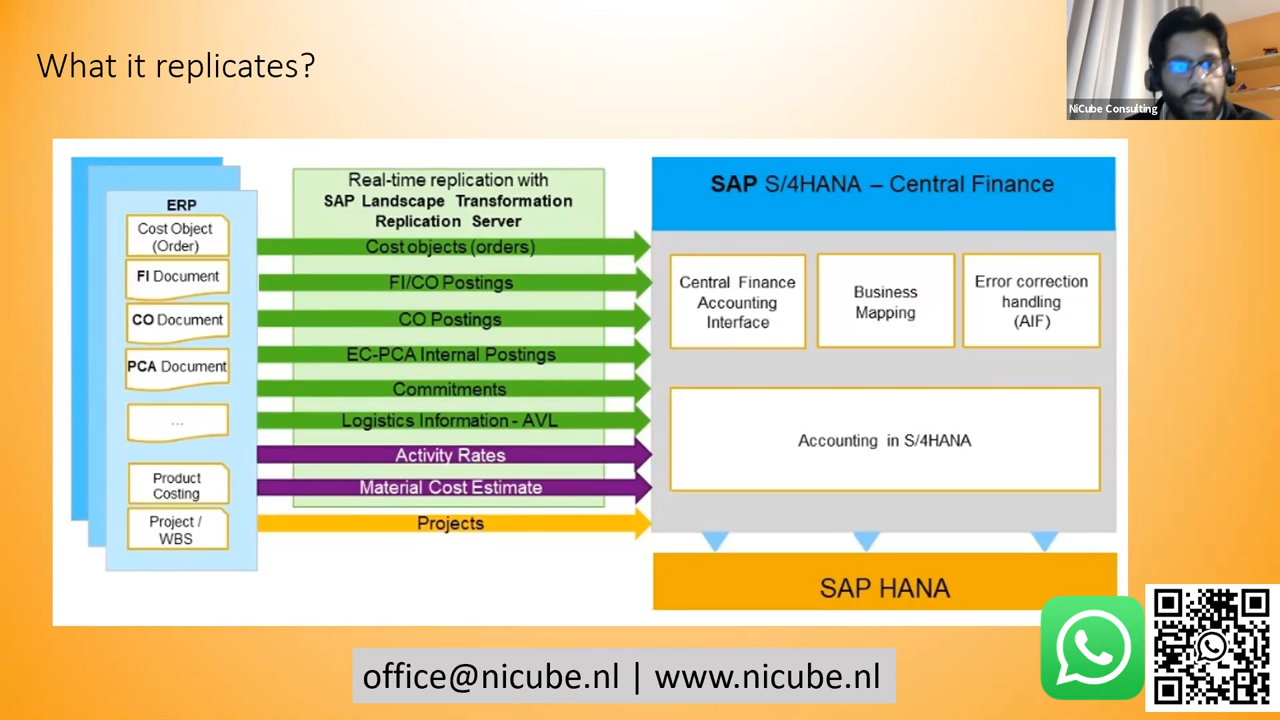 What it replicates?
NiCube Consulting
ERP
Cost Object
(Order)
FI Document
CO Document
PCA Document
...
Product
Costing
Project /
WBS
Real-time replication with
SAP Landscape Transformation
Replication Server
Cost objects (orders)
FI/CO Postings
CO Postings
EC-PCA Internal Postings
Commitments
Logistics Information - AVL
Activity Rates
Material Cost Estimate
Projects
SAP S/4HANA – Central Finance
Central Finance
Accounting
Interface
Business
Mapping
Error correction
handling
(AIF)
Accounting in S/4HANA
SAP HANA
office@nicube.nl | www.nicube.nl